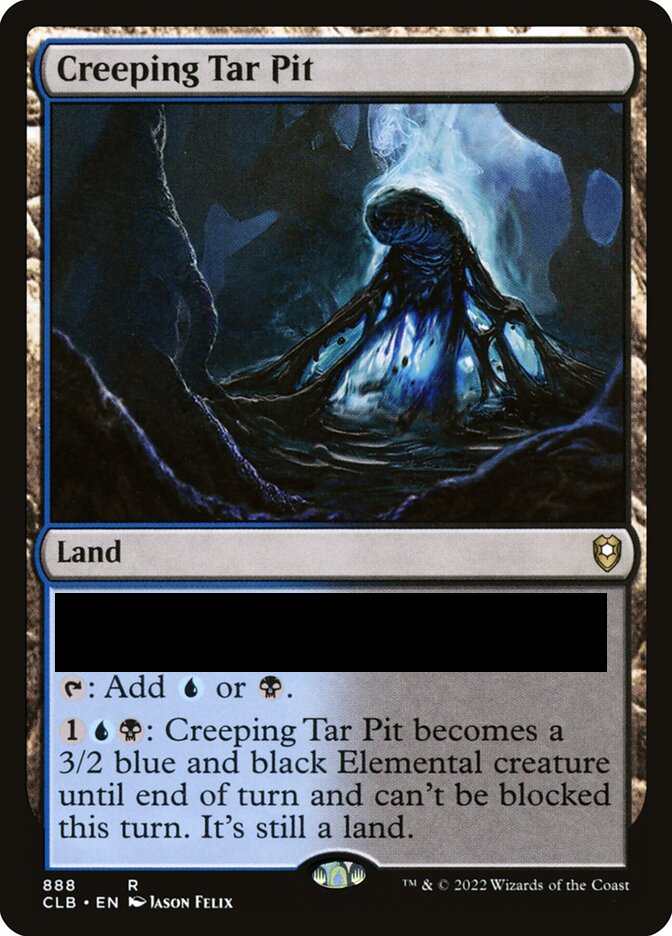 Creeping Tar Pit
Land
: Add or .
1 : Creeping Tar Pit becomes a
3/2 blue and black Elemental creature
until end of turn and can't be blocked
this turn. It's still a land.
888 R
CLB • EN Jason Felix
™ & © 2022 Wizards of the Coast